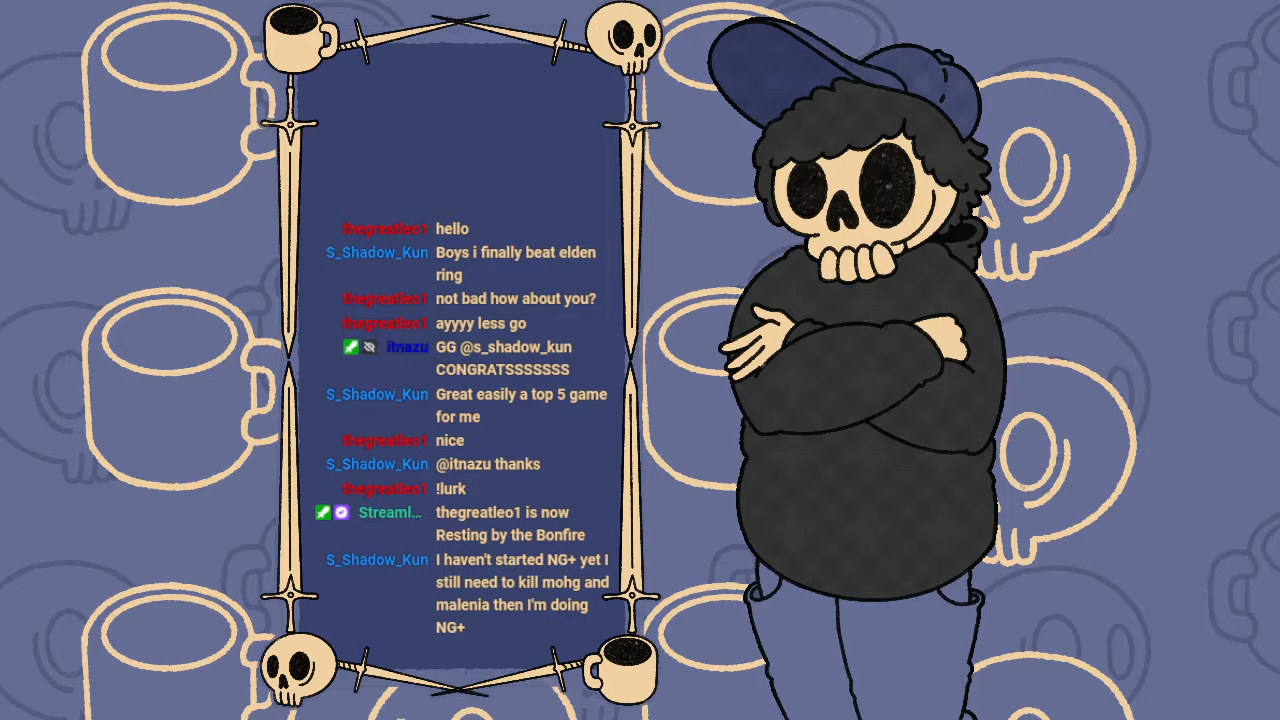 thegreatleo1 hello
S_Shadow_Kun Boys i finally beat elden
ring
thegreatleo1 not bad how about you?
thegreatleo1 ayyyy less go
itnazu GG @s_shadow_kun
CONGRATSSSSSSS
S_Shadow_Kun Great easily a top 5 game
for me
thegreatleo1 nice
S_Shadow_Kun @itnazu thanks
thegreatleo1 !lurk
Streaml... thegreatleo1 is now
Resting by the Bonfire
S_Shadow_Kun I haven't started NG+ yet I
still need to kill mohg and
malenia then I'm doing
NG+